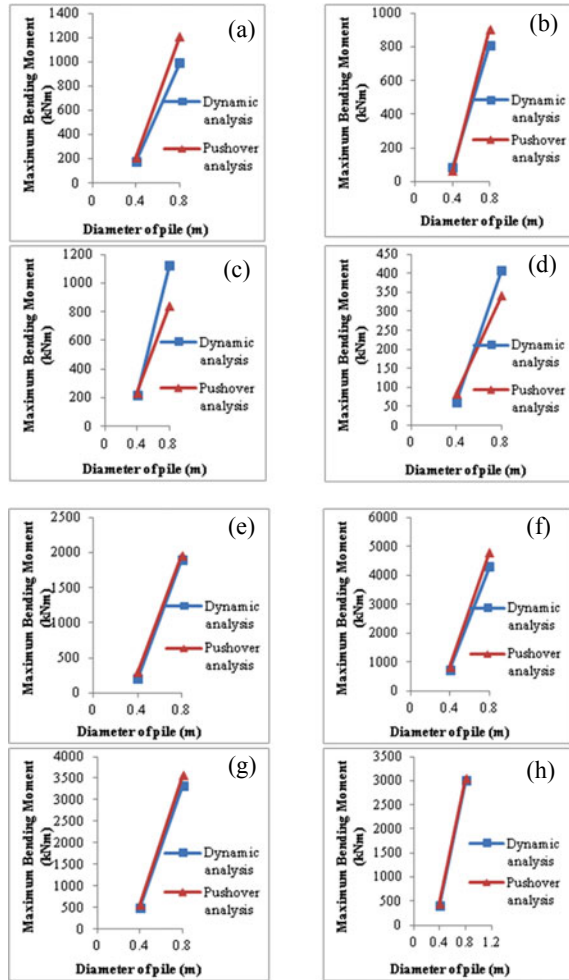 (a)
Maximum Bending Moment
(kNm)
1400
1200
1000
800
600
400
200
0
0 0.4 0.8
Diameter of pile (m)
Dynamic
analysis
Pushover
analysis
(b)
Maximum Bending Moment
(kNm)
1000
800
600
400
200
0
0 0.4 0.8
Diameter of pile (m)
Dynamic
analysis
Pushover
analysis
(c)
Maximum Bending Moment
(kNm)
1200
1000
800
600
400
200
0
0 0.4 0.8
Diameter of pile (m)
Dynamic
analysis
Pushover
analysis
(d)
Maximum Bending Moment
(kNm)
450
400
350
300
250
200
150
100
50
0
0 0.4 0.8
Diameter of pile (m)
Dynamic
analysis
Pushover
analysis
(e)
Maximum Bending Moment
(kNm)
2500
2000
1500
1000
500
0
0 0.4 0.8
Diameter of pile (m)
Dynamic
analysis
Pushover
analysis
(f)
Maximum Bending Moment
(kNm)
6000
5000
4000
3000
2000
1000
0
0 0.4 0.8
Diameter of pile (m)
Dynamic
analysis
Pushover
analysis
(g)
Maximum Bending Moment
(kNm)
4000
3500
3000
2500
2000
1500
1000
500
0
0 0.4 0.8
Diameter of pile (m)
Dynamic
analysis
Pushover
analysis
(h)
Maximum Bending Moment
(kNm)
3500
3000
2500
2000
1500
1000
500
0
0 0.4 0.8 1.2
Diameter of pile (m)
Dynamic
analysis
Pushover
analysis